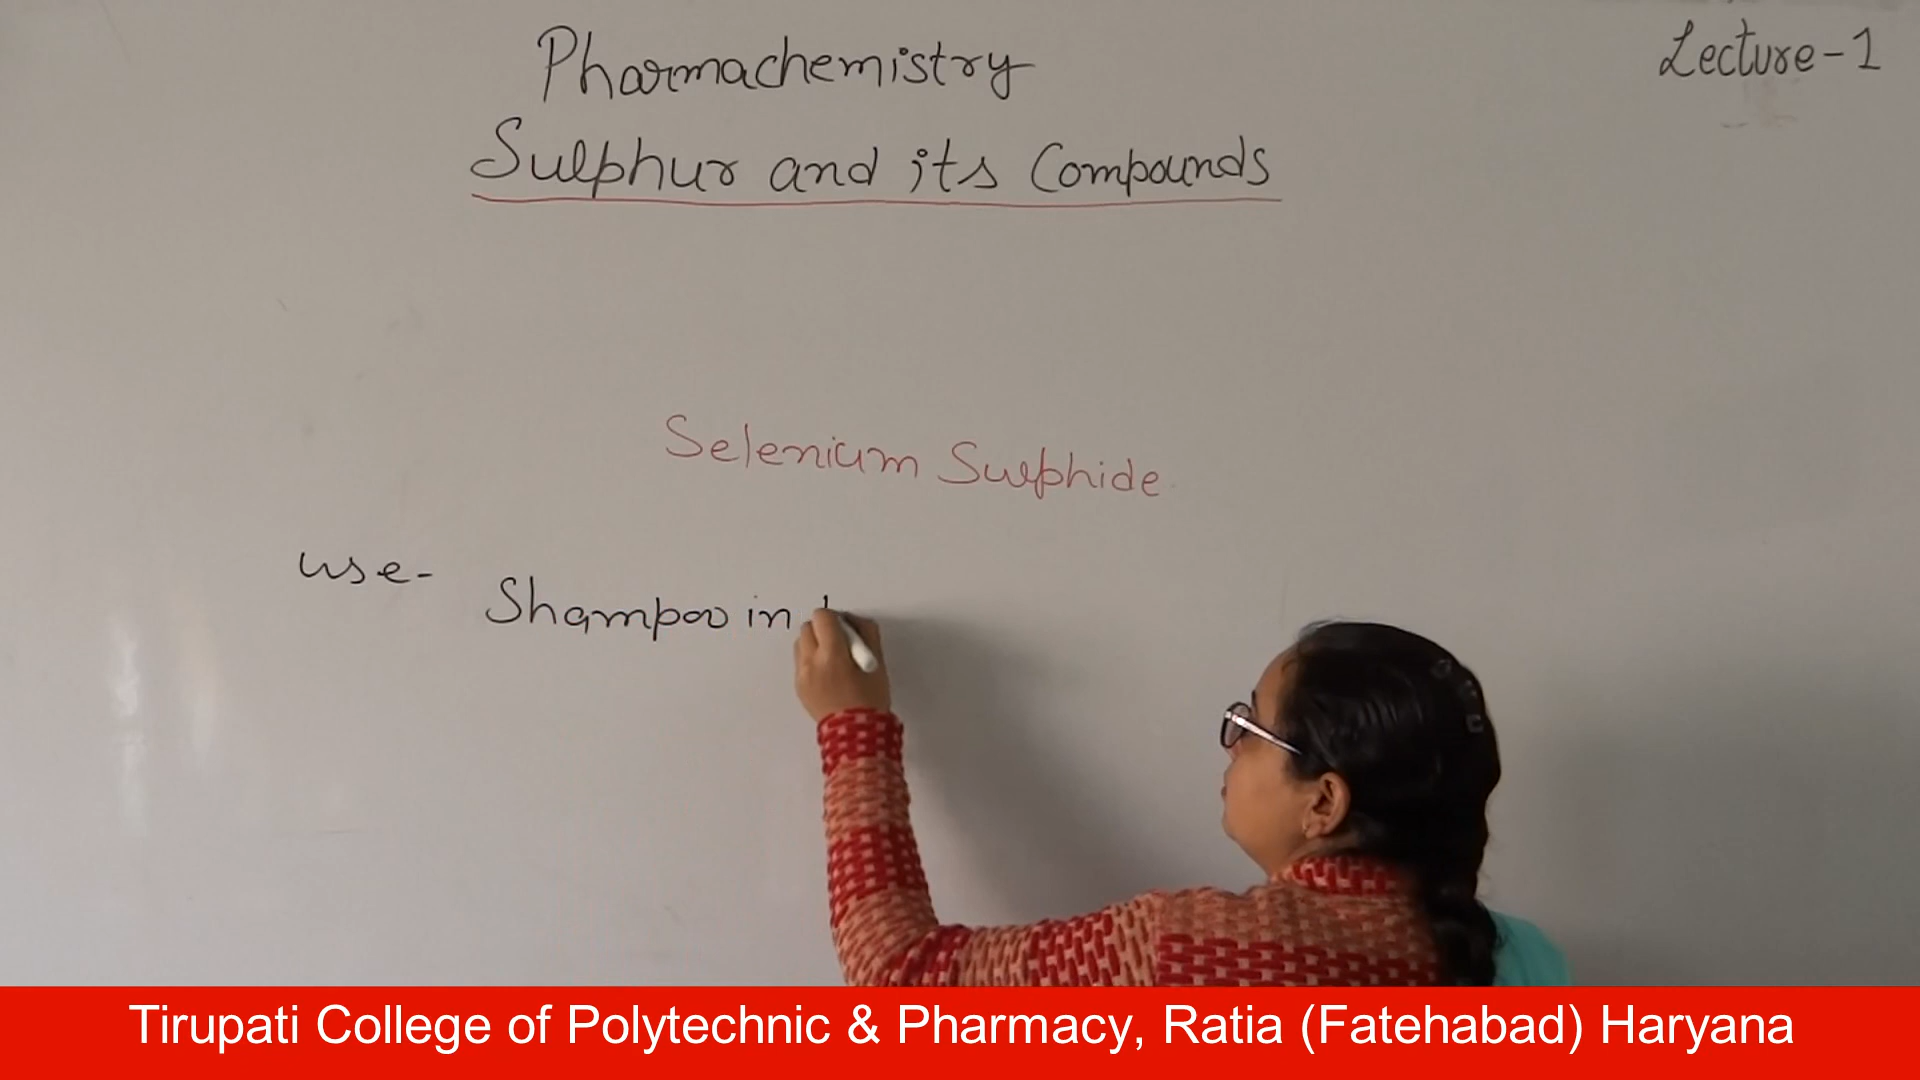 Pharmachemistry
Lecture-1
Sulphur and its Compounds
Selenium Sulphide
use-
Shampoo in
Tirupati College of Polytechnic & Pharmacy, Ratia (Fatehabad) Haryana